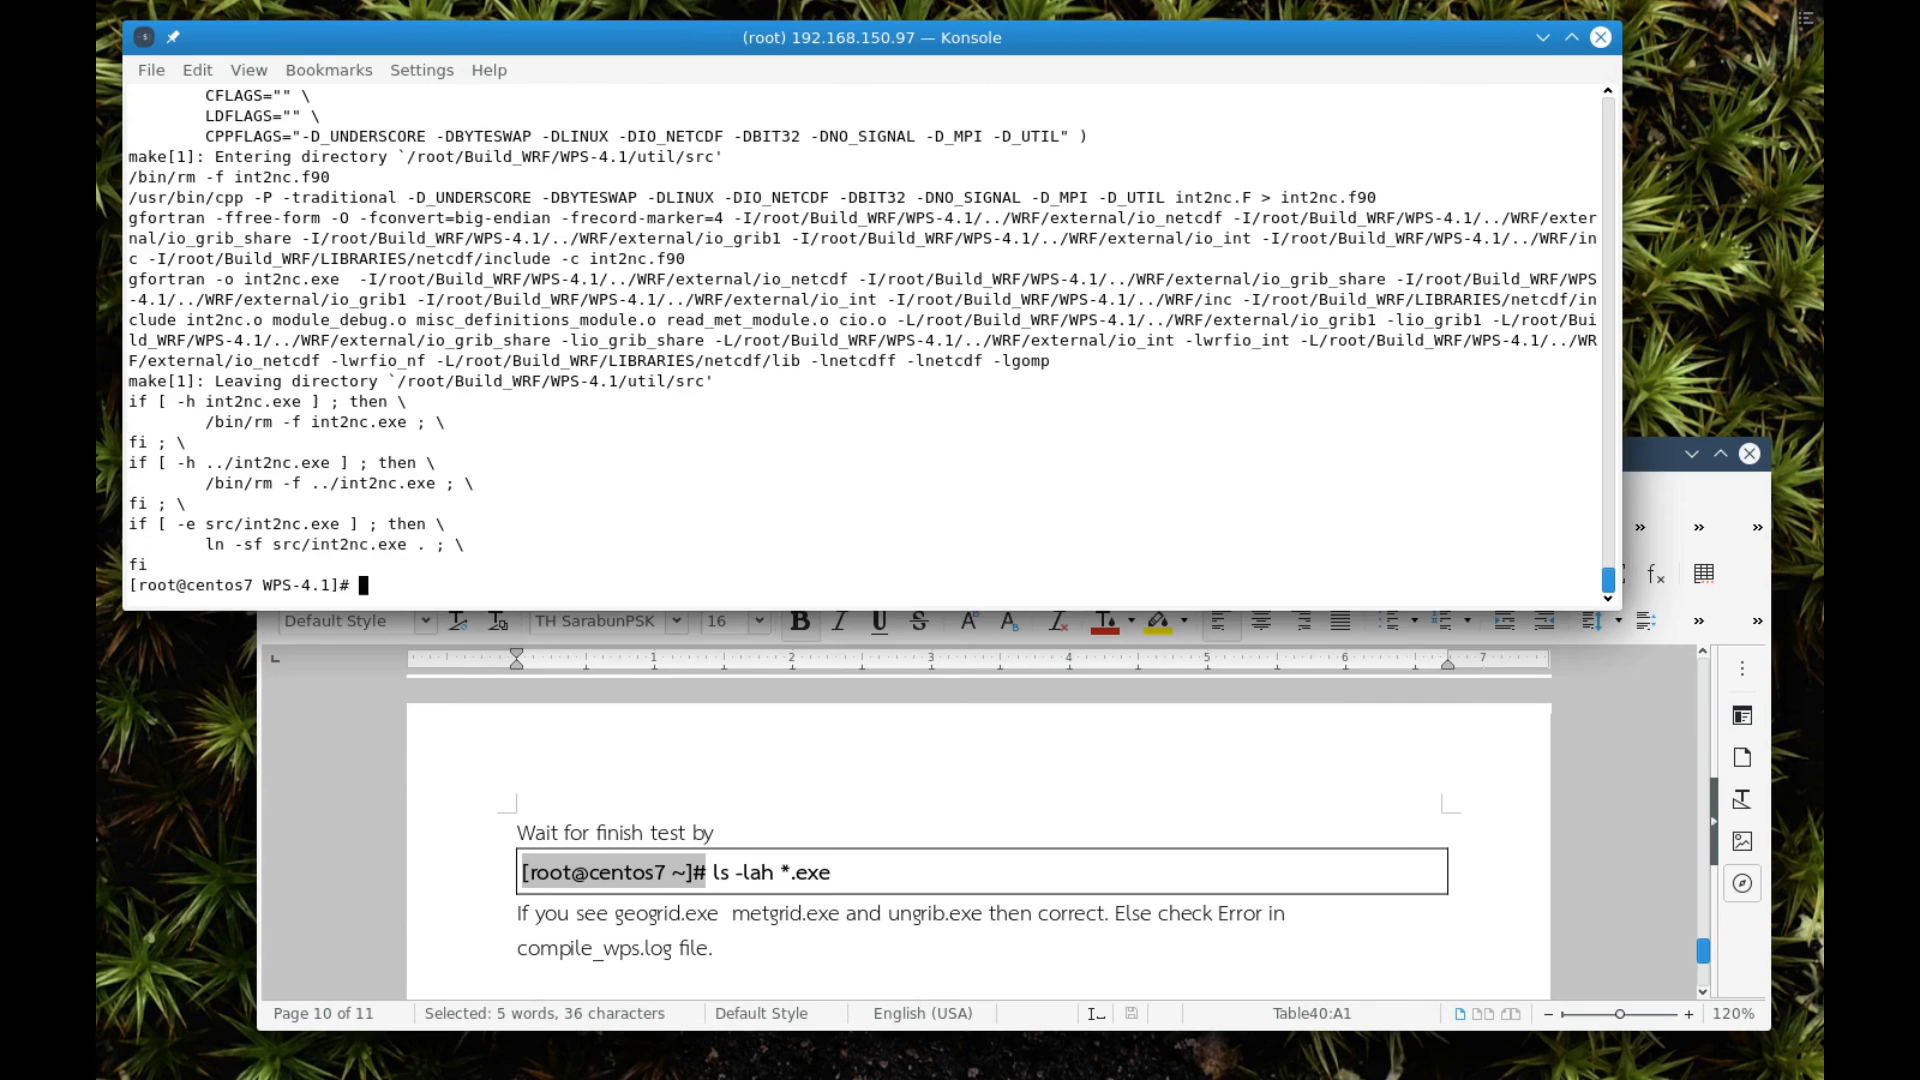 (root) 192.168.150.97 — Konsole
File Edit View Bookmarks Settings Help
CFLAGS="" \
LDFLAGS="" \
CPPFLAGS="-D_UNDERSCORE -DBYTESWAP -DLINUX -DIO_NETCDF -DBIT32 -DNO_SIGNAL -D_MPI -D_UTIL" )
make[1]: Entering directory `/root/Build_WRF/WPS-4.1/util/src'
/bin/rm -f int2nc.f90
/usr/bin/cpp -P -traditional -D_UNDERSCORE -DBYTESWAP -DLINUX -DIO_NETCDF -DBIT32 -DNO_SIGNAL -D_MPI -D_UTIL int2nc.F > int2nc.f90
gfortran -ffree-form -O -fconvert=big-endian -frecord-marker=4 -I/root/Build_WRF/WPS-4.1/../WRF/external/io_netcdf -I/root/Build_WRF/WPS-4.1/../WRF/exter
nal/io_grib_share -I/root/Build_WRF/WPS-4.1/../WRF/external/io_grib1 -I/root/Build_WRF/WPS-4.1/../WRF/external/io_int -I/root/Build_WRF/WPS-4.1/../WRF/in
c -I/root/Build_WRF/LIBRARIES/netcdf/include -c int2nc.f90
gfortran -o int2nc.exe  -I/root/Build_WRF/WPS-4.1/../WRF/external/io_netcdf -I/root/Build_WRF/WPS-4.1/../WRF/external/io_grib_share -I/root/Build_WRF/WPS
-4.1/../WRF/external/io_grib1 -I/root/Build_WRF/WPS-4.1/../WRF/external/io_int -I/root/Build_WRF/WPS-4.1/../WRF/inc -I/root/Build_WRF/LIBRARIES/netcdf/in
clude int2nc.o module_debug.o misc_definitions_module.o read_met_module.o cio.o -L/root/Build_WRF/WPS-4.1/../WRF/external/io_grib1 -lio_grib1 -L/root/Bui
ld_WRF/WPS-4.1/../WRF/external/io_grib_share -lio_grib_share -L/root/Build_WRF/WPS-4.1/../WRF/external/io_int -lwrfio_int -L/root/Build_WRF/WPS-4.1/../WR
F/external/io_netcdf -lwrfio_nf -L/root/Build_WRF/LIBRARIES/netcdf/lib -lnetcdff -lnetcdf -lgomp
make[1]: Leaving directory `/root/Build_WRF/WPS-4.1/util/src'
if [ -h int2nc.exe ] ; then \
/bin/rm -f int2nc.exe ; \
fi ; \
if [ -h ../int2nc.exe ] ; then \
/bin/rm -f ../int2nc.exe ; \
fi ; \
if [ -e src/int2nc.exe ] ; then \
ln -sf src/int2nc.exe . ; \
fi
[root@centos7 WPS-4.1]#
Default Style TH SarabunPSK 16
1 2 3 4 5 6 7
Wait for finish test by
[root@centos7 ~]# ls -lah *.exe
If you see geogrid.exe  metgrid.exe and ungrib.exe then correct. Else check Error in
compile_wps.log file.
Page 10 of 11 Selected: 5 words, 36 characters Default Style English (USA) Table40:A1 120%